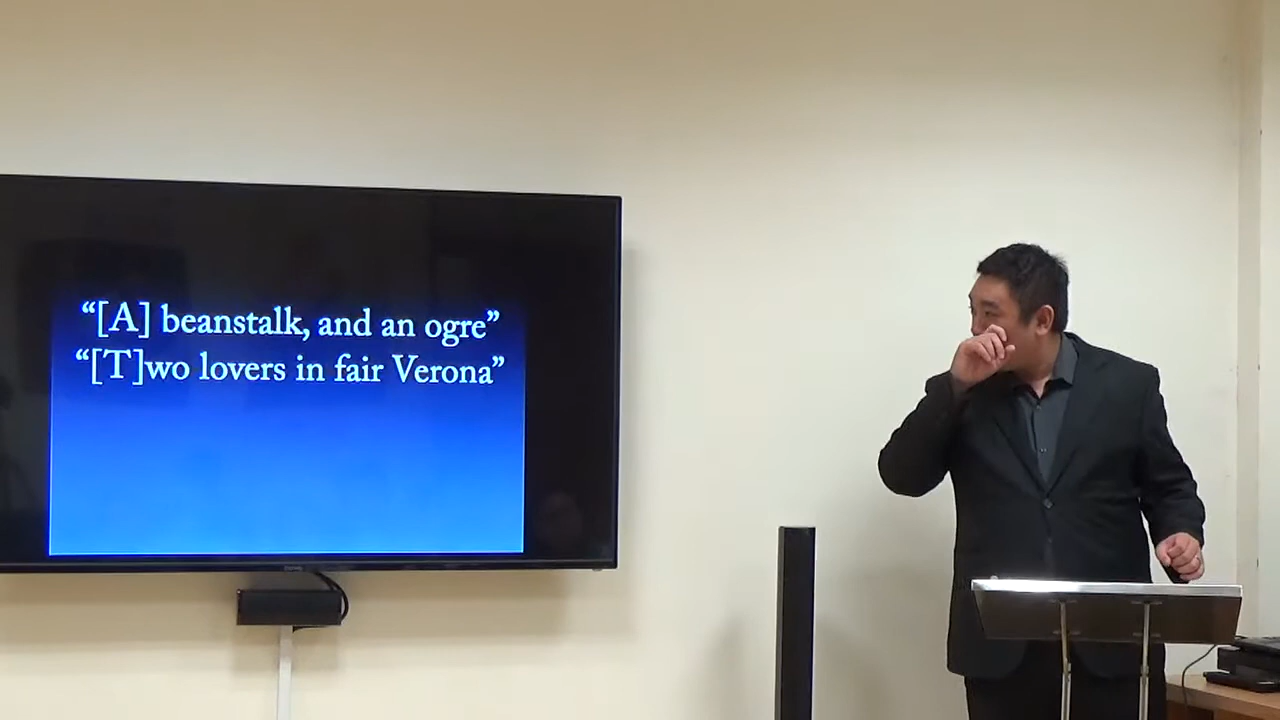 “[A] beanstalk, and an ogre”
“[T]wo lovers in fair Verona”